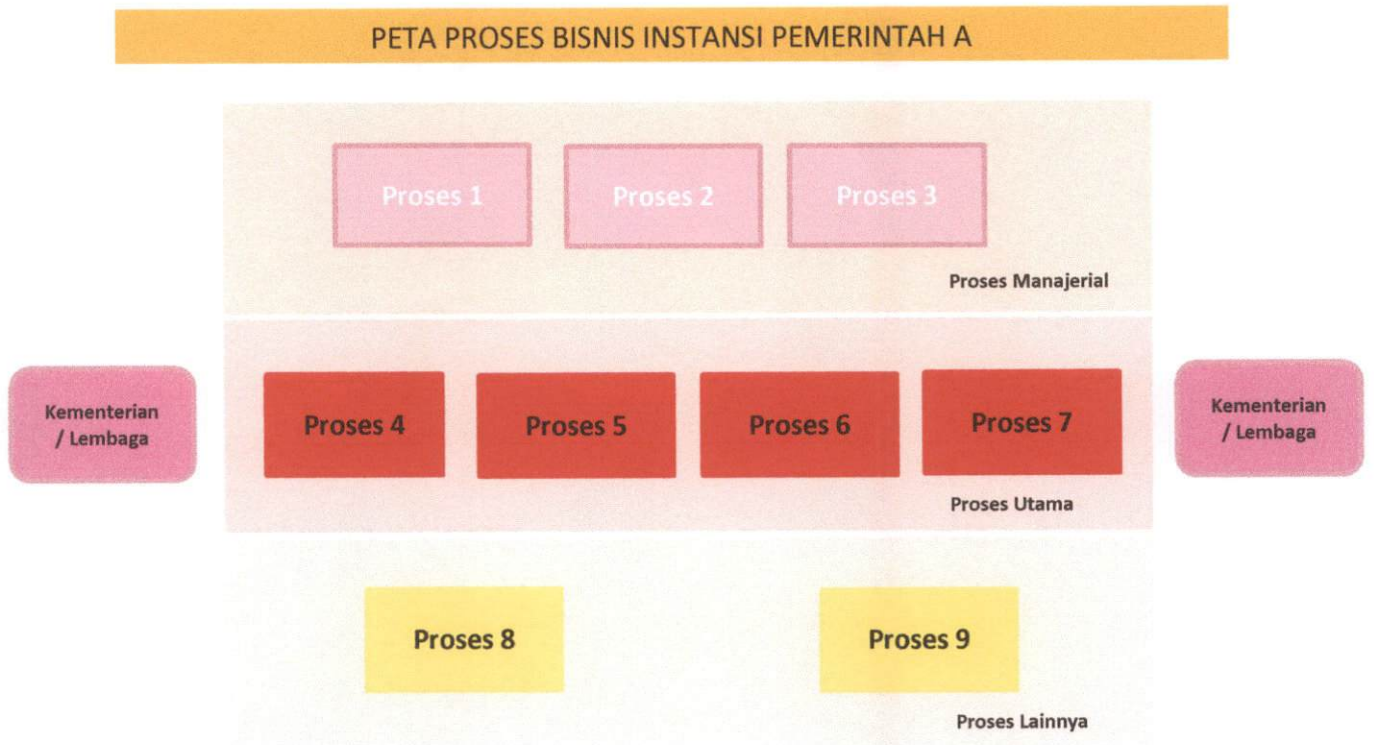 PETA PROSES BISNIS INSTANSI PEMERINTAH A
Proses 1
Proses 2
Proses 3
Proses Manajerial
Kementerian
/ Lembaga
Proses 4
Proses 5
Proses 6
Proses 7
Kementerian
/ Lembaga
Proses Utama
Proses 8
Proses 9
Proses Lainnya